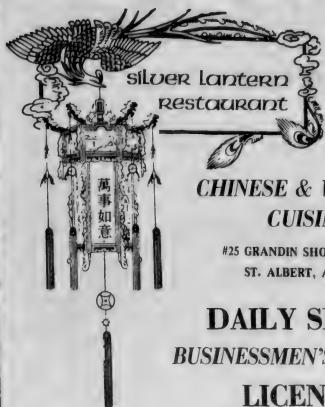 silver lantern
restaurant
萬事如意
CHINESE &
CUISI
#25 GRANDIN SHO
ST. ALBERT, A
DAILY S
BUSINESSMEN'S
LICEN